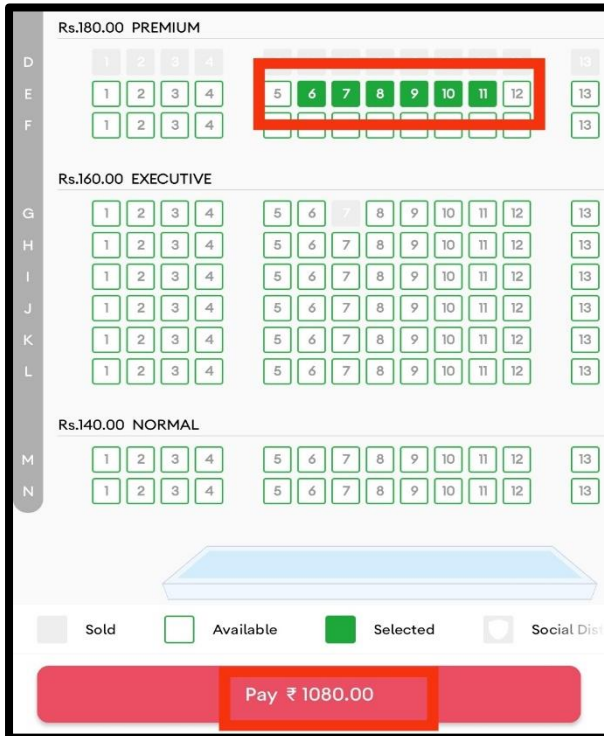 Rs.180.00 PREMIUM
D 1 2 3 4 13
E 1 2 3 4 5 6 7 8 9 10 11 12 13
F 1 2 3 4 13
Rs.160.00 EXECUTIVE
G 1 2 3 4 5 6 7 8 9 10 11 12 13
H 1 2 3 4 5 6 7 8 9 10 11 12 13
I 1 2 3 4 5 6 7 8 9 10 11 12 13
J 1 2 3 4 5 6 7 8 9 10 11 12 13
K 1 2 3 4 5 6 7 8 9 10 11 12 13
L 1 2 3 4 5 6 7 8 9 10 11 12 13
Rs.140.00 NORMAL
M 1 2 3 4 5 6 7 8 9 10 11 12 13
N 1 2 3 4 5 6 7 8 9 10 11 12 13
Sold Available Selected Social Dis
Pay ₹ 1080.00